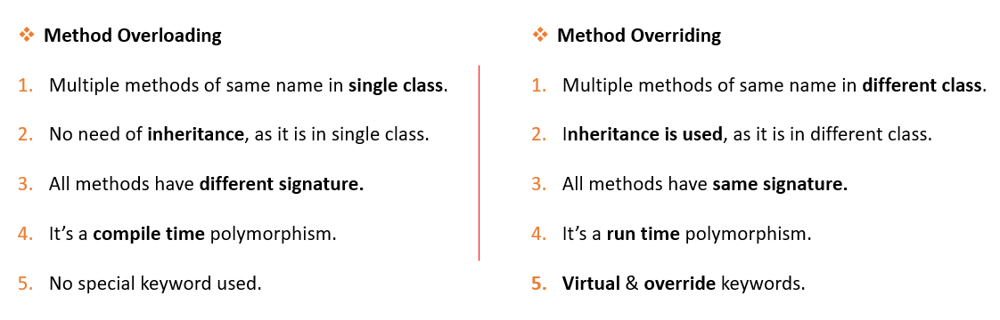 ❖ Method Overloading
1. Multiple methods of same name in single class.
2. No need of inheritance, as it is in single class.
3. All methods have different signature.
4. It’s a compile time polymorphism.
5. No special keyword used.
❖ Method Overriding
1. Multiple methods of same name in different class.
2. Inheritance is used, as it is in different class.
3. All methods have same signature.
4. It’s a run time polymorphism.
5. Virtual & override keywords.